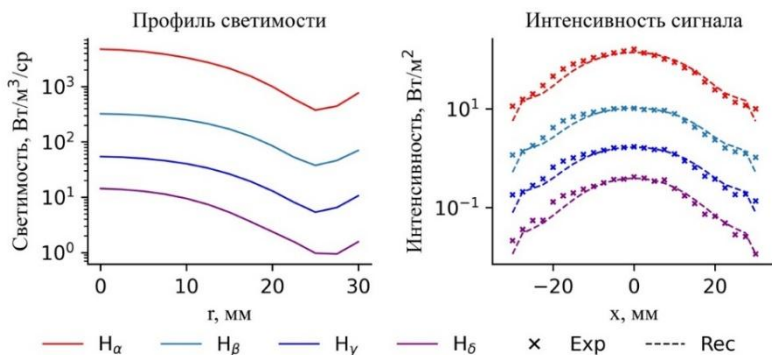 Профиль светимости
Светимость, Вт/м³/ср
10³
10²
10¹
10⁰
0 10 20 30
r, мм
Интенсивность сигнала
Интенсивность, Вт/м²
10¹
10⁻¹
−20 0 20
x, мм
Hα Hβ Hγ Hδ Exp Rec